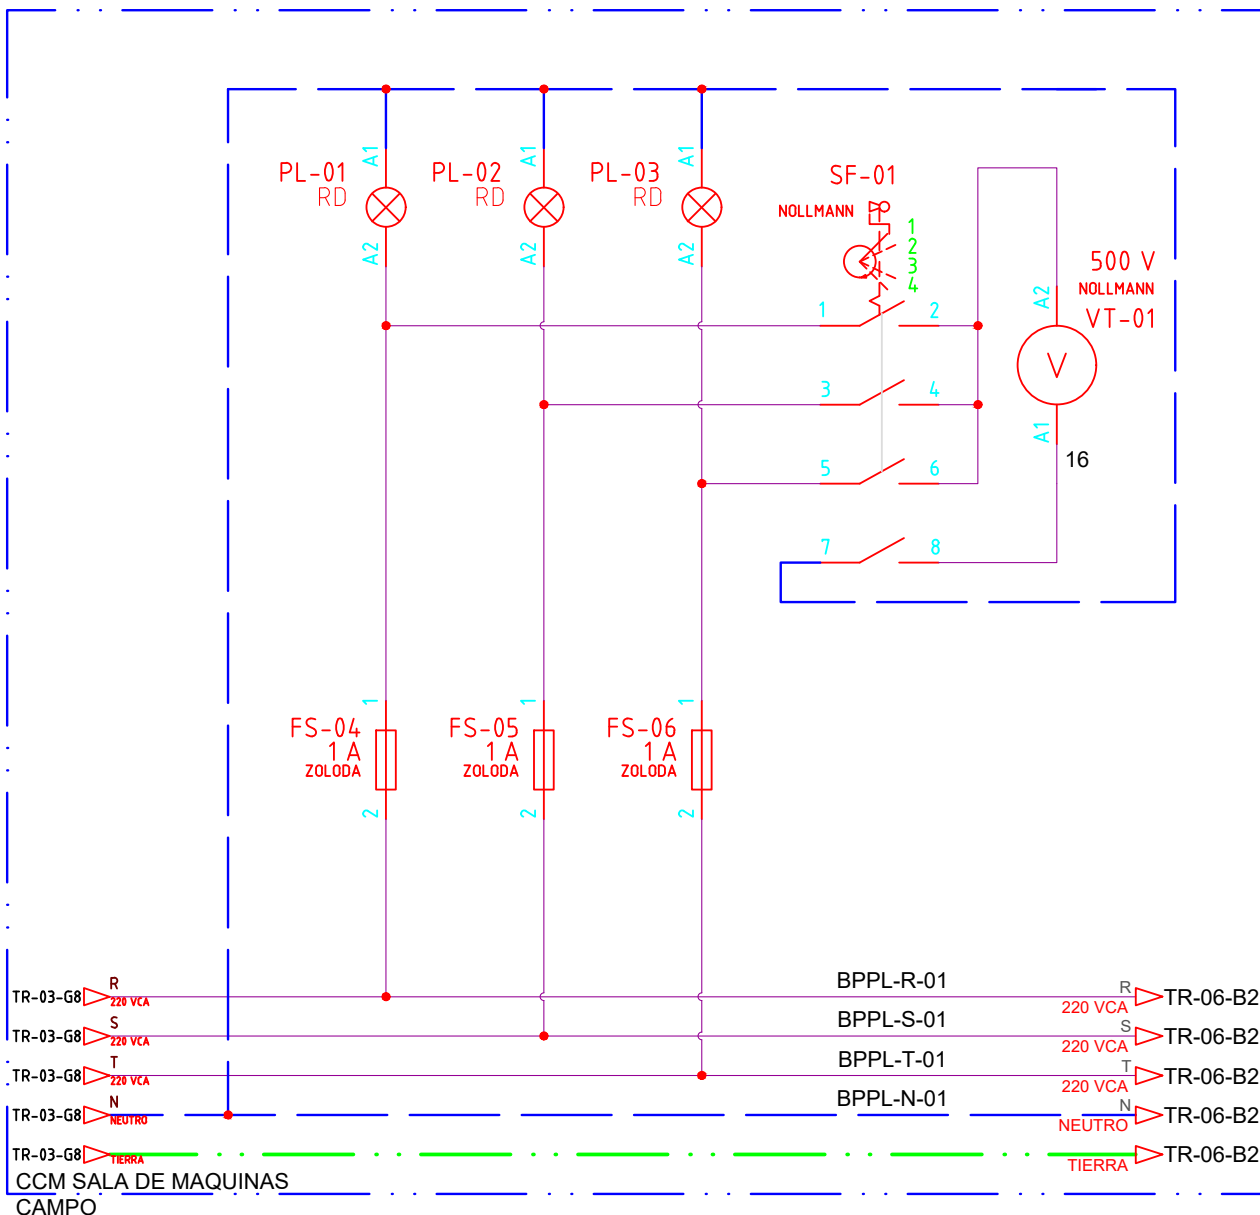 PL-01
RD
A1
A2
PL-02
RD
A1
A2
PL-03
RD
A1
A2
SF-01
NOLLMANN
1
2
3
4
1
2
3
4
5
6
7
8
500 V
NOLLMANN
VT-01
A2
V
A1
16
FS-04
1 A
ZOLODA
1
2
FS-05
1 A
ZOLODA
1
2
FS-06
1 A
ZOLODA
1
2
TR-03-G8
R
220 VCA
BPPL-R-01
R
220 VCA
TR-06-B2
TR-03-G8
S
220 VCA
BPPL-S-01
S
220 VCA
TR-06-B2
TR-03-G8
T
220 VCA
BPPL-T-01
T
220 VCA
TR-06-B2
TR-03-G8
N
NEUTRO
BPPL-N-01
N
NEUTRO
TR-06-B2
TR-03-G8
TIERRA
TIERRA
TR-06-B2
CCM SALA DE MAQUINAS
CAMPO